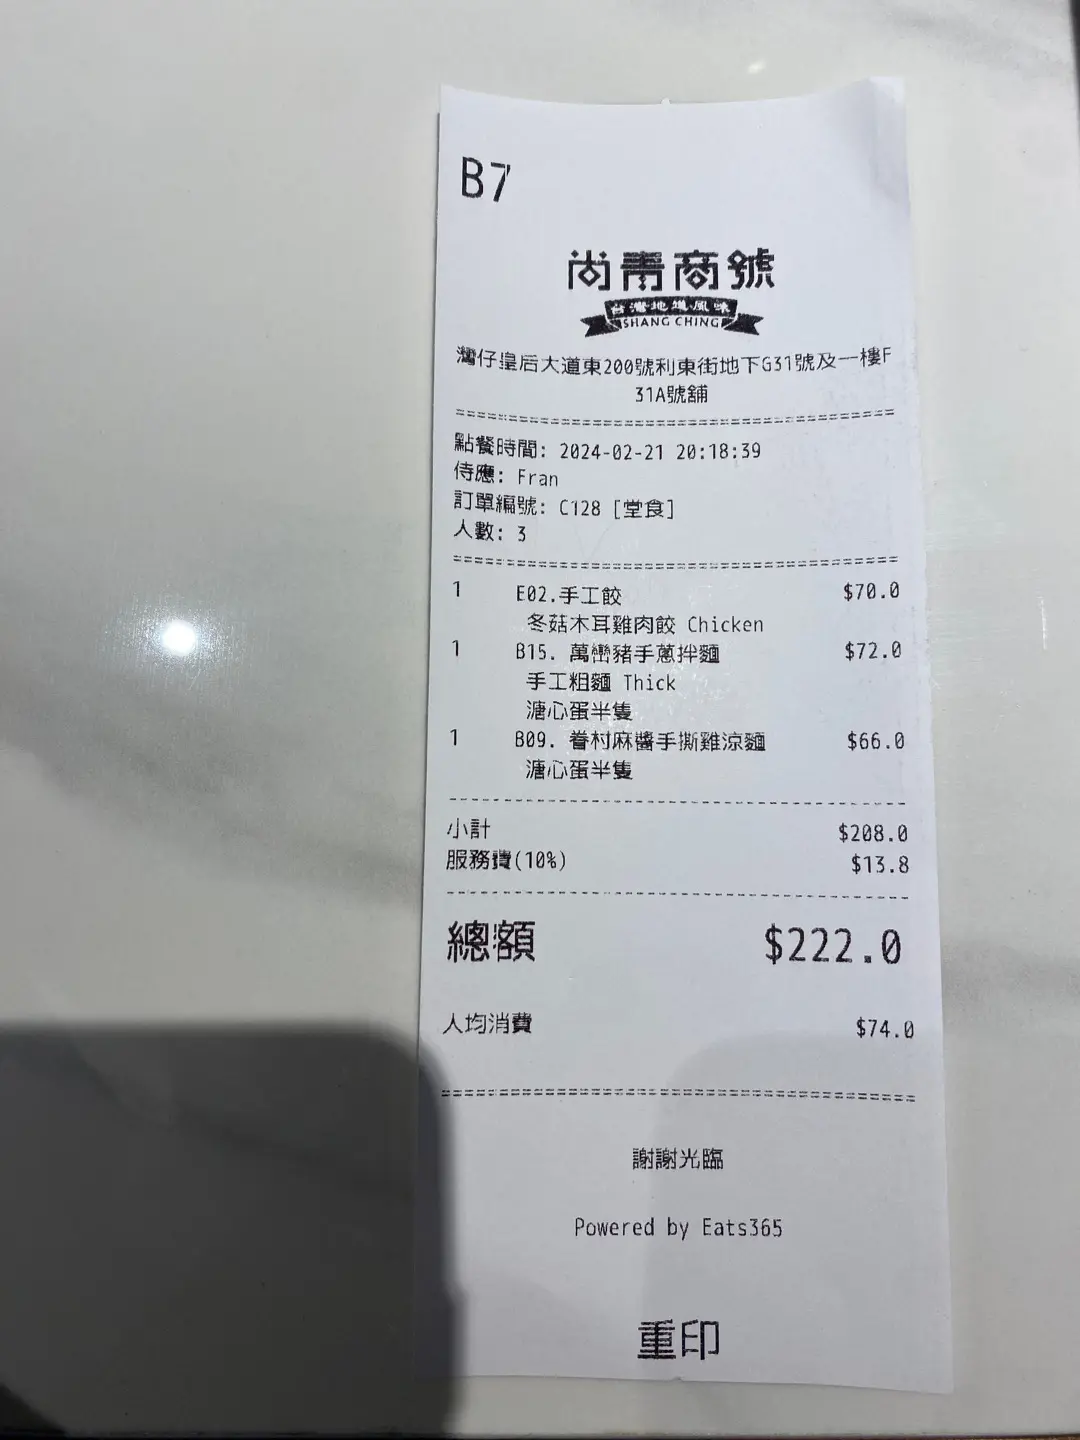 B7
尚青商號
台灣地道風味
SHANG CHING
灣仔皇后大道東200號利東街地下G31號及一樓F
31A號舖
點餐時間: 2024-02-21 20:18:39
侍應: Fran
訂單編號: C128 [堂食]
人數: 3
1 E02.手工餃 $70.0
冬菇木耳雞肉餃 Chicken
1 B15. 萬巒豬手蔥拌麵 $72.0
手工粗麵 Thick
溏心蛋半隻
1 B09. 眷村麻醬手撕雞涼麵 $66.0
溏心蛋半隻
小計 $208.0
服務費(10%) $13.8
總額 $222.0
人均消費 $74.0
謝謝光臨
Powered by Eats365
重印